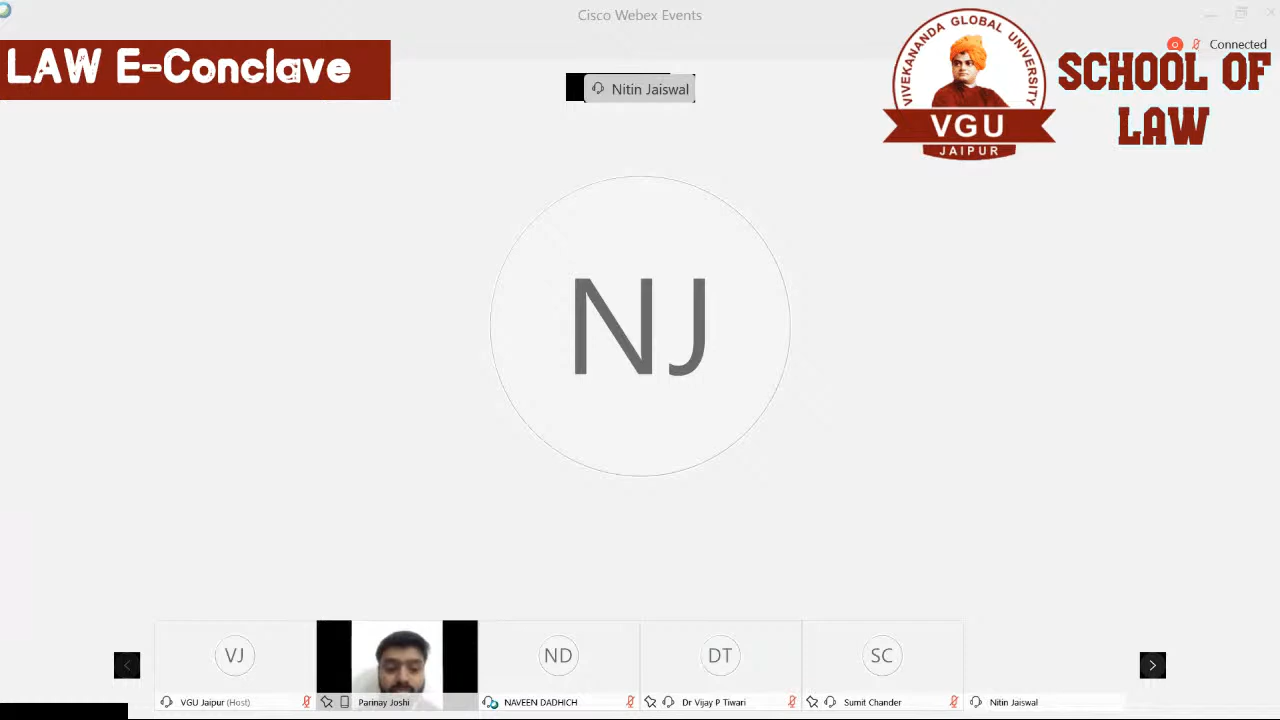 Cisco Webex Events
LAW E-Conclave
Nitin Jaiswal
VIVEKANANDA GLOBAL UNIVERSITY
VGU
JAIPUR
Connected
SCHOOL OF
LAW
NJ
VJ
ND
DT
SC
VGU Jaipur (Host)
Parinay Joshi
NAVEEN DADHICH
Dr Vijay P Tiwari
Sumit Chander
Nitin Jaiswal